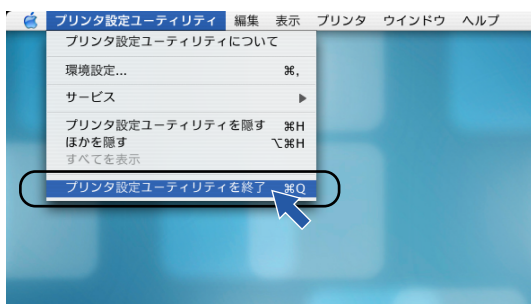 プリンタ設定ユーティリティ 編集 表示 プリンタ ウインドウ ヘルプ
プリンタ設定ユーティリティについて
環境設定... ⌘,
サービス ▶
プリンタ設定ユーティリティを隠す ⌘H
ほかを隠す ⌥⌘H
すべてを表示
プリンタ設定ユーティリティを終了 ⌘Q